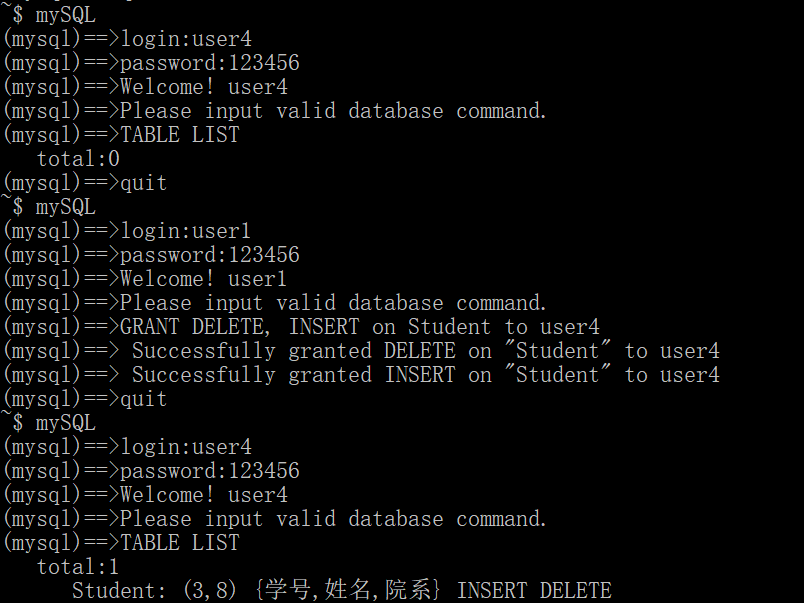 ~$ mySQL
(mysql)==>login:user4
(mysql)==>password:123456
(mysql)==>Welcome! user4
(mysql)==>Please input valid database command.
(mysql)==>TABLE LIST
total:0
(mysql)==>quit
~$ mySQL
(mysql)==>login:user1
(mysql)==>password:123456
(mysql)==>Welcome! user1
(mysql)==>Please input valid database command.
(mysql)==>GRANT DELETE, INSERT on Student to user4
(mysql)==> Successfully granted DELETE on "Student" to user4
(mysql)==> Successfully granted INSERT on "Student" to user4
(mysql)==>quit
~$ mySQL
(mysql)==>login:user4
(mysql)==>password:123456
(mysql)==>Welcome! user4
(mysql)==>Please input valid database command.
(mysql)==>TABLE LIST
total:1
Student: (3,8) {学号,姓名,院系} INSERT DELETE